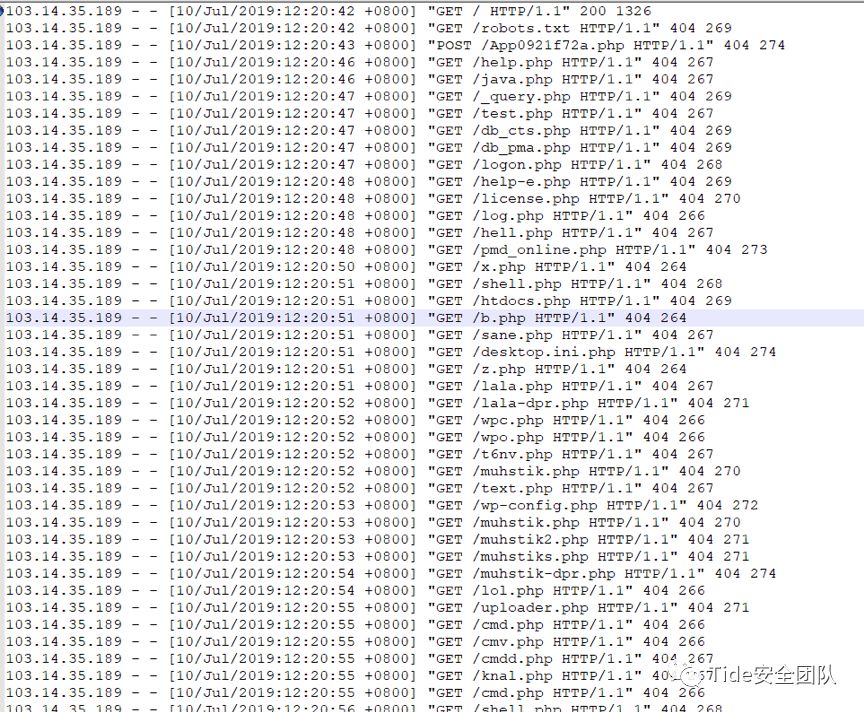 103.14.35.189 - - [10/Jul/2019:12:20:42 +0800] "GET / HTTP/1.1" 200 1326
103.14.35.189 - - [10/Jul/2019:12:20:42 +0800] "GET /robots.txt HTTP/1.1" 404 269
103.14.35.189 - - [10/Jul/2019:12:20:43 +0800] "POST /App0921f72a.php HTTP/1.1" 404 274
103.14.35.189 - - [10/Jul/2019:12:20:46 +0800] "GET /help.php HTTP/1.1" 404 267
103.14.35.189 - - [10/Jul/2019:12:20:46 +0800] "GET /java.php HTTP/1.1" 404 267
103.14.35.189 - - [10/Jul/2019:12:20:47 +0800] "GET /_query.php HTTP/1.1" 404 269
103.14.35.189 - - [10/Jul/2019:12:20:47 +0800] "GET /test.php HTTP/1.1" 404 267
103.14.35.189 - - [10/Jul/2019:12:20:47 +0800] "GET /db_cts.php HTTP/1.1" 404 269
103.14.35.189 - - [10/Jul/2019:12:20:47 +0800] "GET /db_pma.php HTTP/1.1" 404 269
103.14.35.189 - - [10/Jul/2019:12:20:47 +0800] "GET /logon.php HTTP/1.1" 404 268
103.14.35.189 - - [10/Jul/2019:12:20:48 +0800] "GET /help-e.php HTTP/1.1" 404 269
103.14.35.189 - - [10/Jul/2019:12:20:48 +0800] "GET /license.php HTTP/1.1" 404 270
103.14.35.189 - - [10/Jul/2019:12:20:48 +0800] "GET /log.php HTTP/1.1" 404 266
103.14.35.189 - - [10/Jul/2019:12:20:48 +0800] "GET /hell.php HTTP/1.1" 404 267
103.14.35.189 - - [10/Jul/2019:12:20:48 +0800] "GET /pmd_online.php HTTP/1.1" 404 273
103.14.35.189 - - [10/Jul/2019:12:20:50 +0800] "GET /x.php HTTP/1.1" 404 264
103.14.35.189 - - [10/Jul/2019:12:20:51 +0800] "GET /shell.php HTTP/1.1" 404 268
103.14.35.189 - - [10/Jul/2019:12:20:51 +0800] "GET /htdocs.php HTTP/1.1" 404 269
103.14.35.189 - - [10/Jul/2019:12:20:51 +0800] "GET /b.php HTTP/1.1" 404 264
103.14.35.189 - - [10/Jul/2019:12:20:51 +0800] "GET /sane.php HTTP/1.1" 404 267
103.14.35.189 - - [10/Jul/2019:12:20:51 +0800] "GET /desktop.ini.php HTTP/1.1" 404 274
103.14.35.189 - - [10/Jul/2019:12:20:51 +0800] "GET /z.php HTTP/1.1" 404 264
103.14.35.189 - - [10/Jul/2019:12:20:51 +0800] "GET /lala.php HTTP/1.1" 404 267
103.14.35.189 - - [10/Jul/2019:12:20:52 +0800] "GET /lala-dpr.php HTTP/1.1" 404 271
103.14.35.189 - - [10/Jul/2019:12:20:52 +0800] "GET /wpc.php HTTP/1.1" 404 266
103.14.35.189 - - [10/Jul/2019:12:20:52 +0800] "GET /wpo.php HTTP/1.1" 404 266
103.14.35.189 - - [10/Jul/2019:12:20:52 +0800] "GET /t6nv.php HTTP/1.1" 404 267
103.14.35.189 - - [10/Jul/2019:12:20:52 +0800] "GET /muhstik.php HTTP/1.1" 404 270
103.14.35.189 - - [10/Jul/2019:12:20:52 +0800] "GET /text.php HTTP/1.1" 404 267
103.14.35.189 - - [10/Jul/2019:12:20:53 +0800] "GET /wp-config.php HTTP/1.1" 404 272
103.14.35.189 - - [10/Jul/2019:12:20:53 +0800] "GET /muhstik.php HTTP/1.1" 404 270
103.14.35.189 - - [10/Jul/2019:12:20:53 +0800] "GET /muhstik2.php HTTP/1.1" 404 271
103.14.35.189 - - [10/Jul/2019:12:20:53 +0800] "GET /muhstiks.php HTTP/1.1" 404 271
103.14.35.189 - - [10/Jul/2019:12:20:54 +0800] "GET /muhstik-dpr.php HTTP/1.1" 404 274
103.14.35.189 - - [10/Jul/2019:12:20:54 +0800] "GET /lol.php HTTP/1.1" 404 266
103.14.35.189 - - [10/Jul/2019:12:20:55 +0800] "GET /uploader.php HTTP/1.1" 404 271
103.14.35.189 - - [10/Jul/2019:12:20:55 +0800] "GET /cmd.php HTTP/1.1" 404 266
103.14.35.189 - - [10/Jul/2019:12:20:55 +0800] "GET /cmv.php HTTP/1.1" 404 266
103.14.35.189 - - [10/Jul/2019:12:20:55 +0800] "GET /cmdd.php HTTP/1.1" 404 267
103.14.35.189 - - [10/Jul/2019:12:20:55 +0800] "GET /knal.php HTTP/1.1"
103.14.35.189 - - [10/Jul/2019:12:20:55 +0800] "GET /cmd.php HTTP/1.1" 404 266
103.14.35.189 - - [10/Jul/2019:12:20:56 +0800] "GET /shell.php HTTP/1.1" 404 268
Tide安全团队